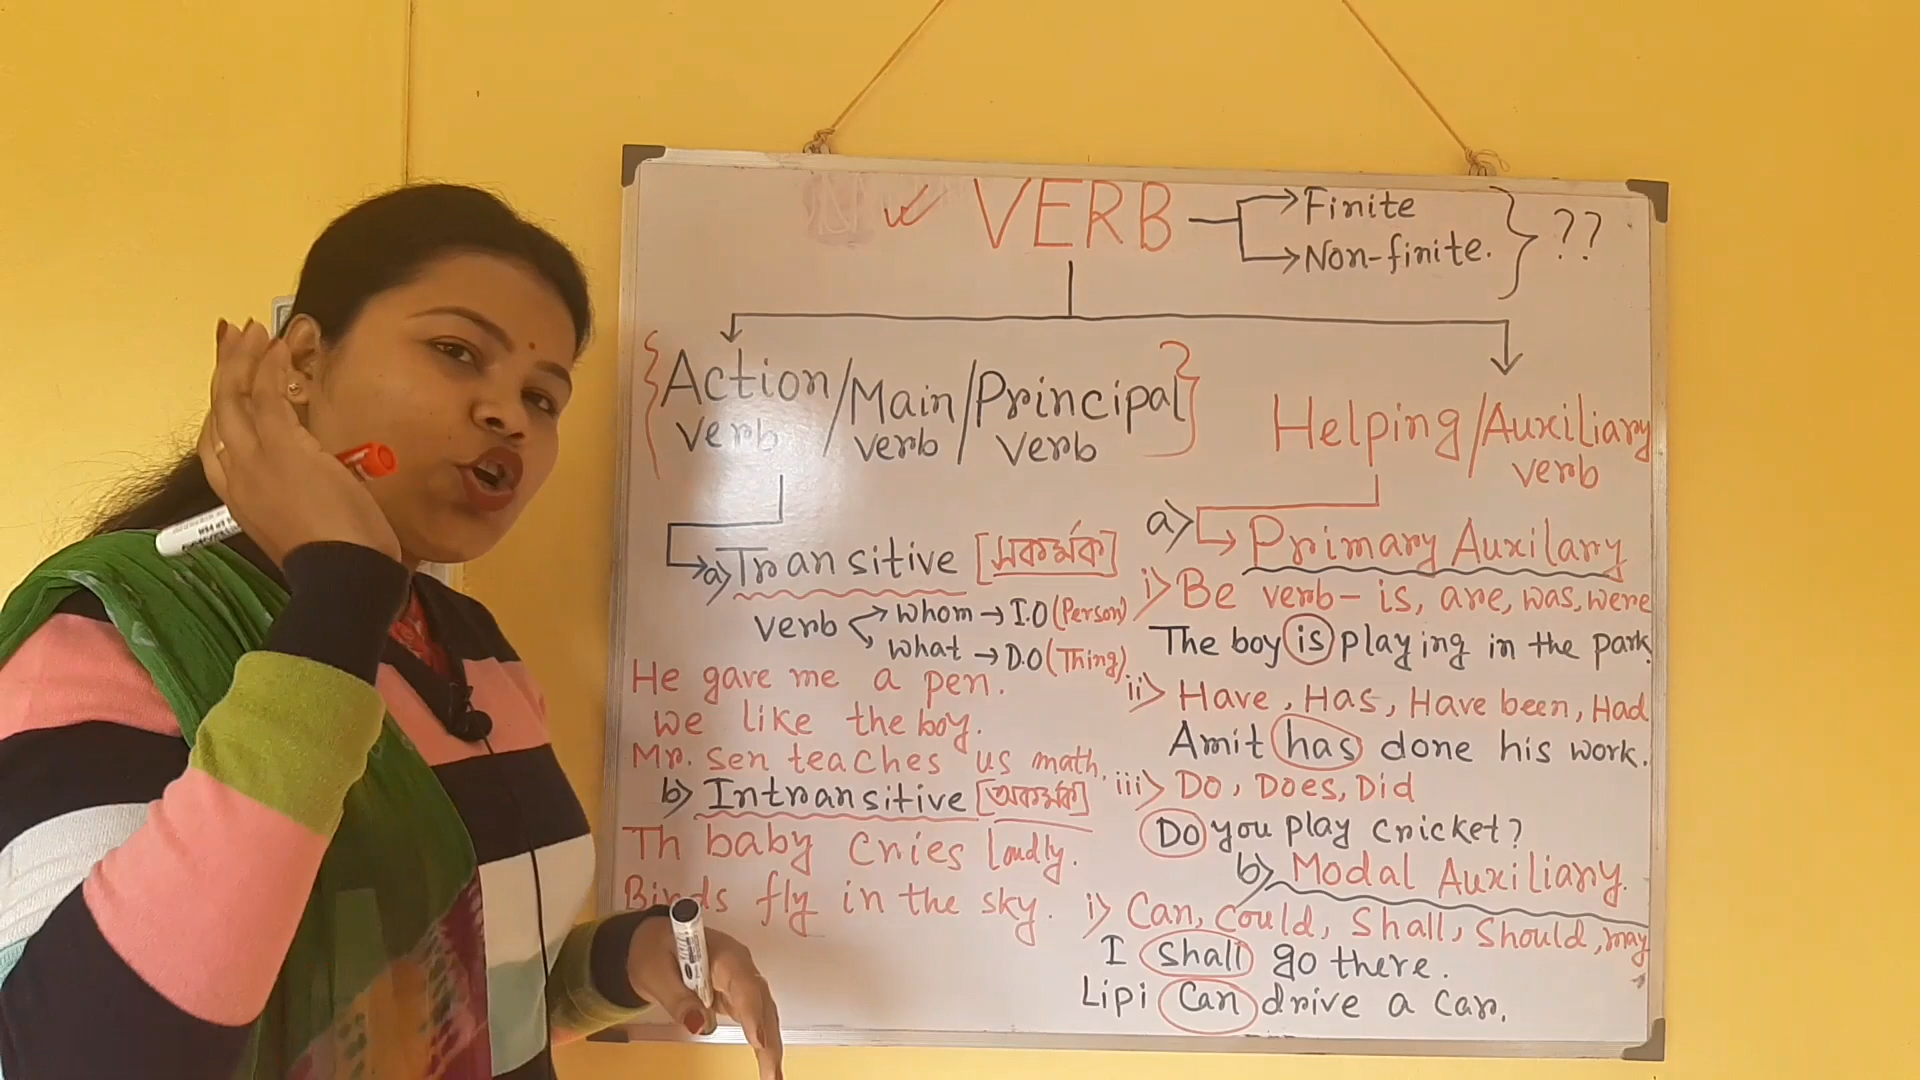 VERB → Finite
→ Non-finite. } ??
{Action verb / Main verb / Principal verb}
Helping / Auxiliary verb
a) Transitive [সকর্মক]
verb whom → I.O (Person)
what → D.O (Thing)
He gave me a pen.
we like the boy.
Mr. Sen teaches us math.
b) Intransitive [অকর্মক]
Th baby cries loudly.
Birds fly in the sky.
a) → Primary Auxilary
i) Be verb - is, are, was, were
The boy is playing in the park.
ii) Have, Has, Have been, Had
Amit has done his work.
iii) Do, Does, Did
Do you play cricket?
b) Modal Auxiliary.
i) Can, Could, Shall, Should, may
I shall go there.
Lipi can drive a car.